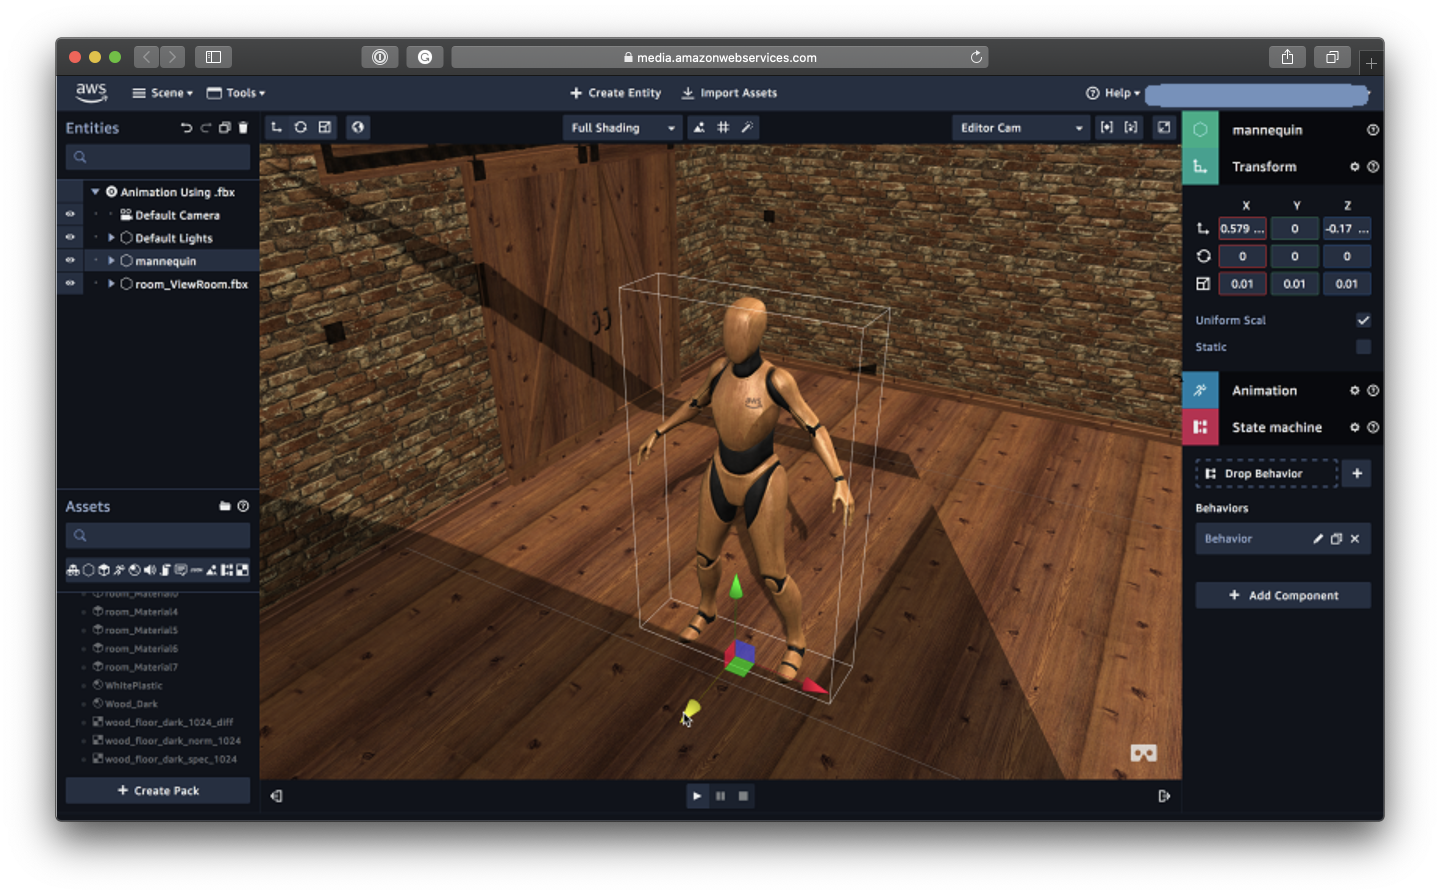 media.amazonwebservices.com
aws
Scene
Tools
Create Entity
Import Assets
Help
Entities
Full Shading
Editor Cam
mannequin
Transform
Animation Using .fbx
Default Camera
Default Lights
mannequin
room_ViewRoom.fbx
X Y Z
0.579 ... 0 -0.17 ...
0 0 0
0.01 0.01 0.01
Uniform Scal
Static
Animation
State machine
aws
Drop Behavior
Behaviors
Behavior
Add Component
Assets
room_Material4
room_Material5
room_Material6
room_Material7
WhitePlastic
Wood_Dark
wood_floor_dark_1024_diff
wood_floor_dark_norm_1024
wood_floor_dark_spec_1024
Create Pack